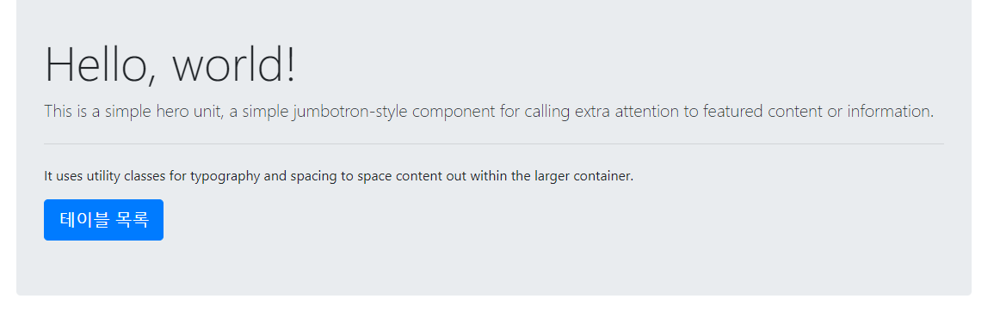 Hello, world!
This is a simple hero unit, a simple jumbotron-style component for calling extra attention to featured content or information.
It uses utility classes for typography and spacing to space content out within the larger container.
테이블 목록